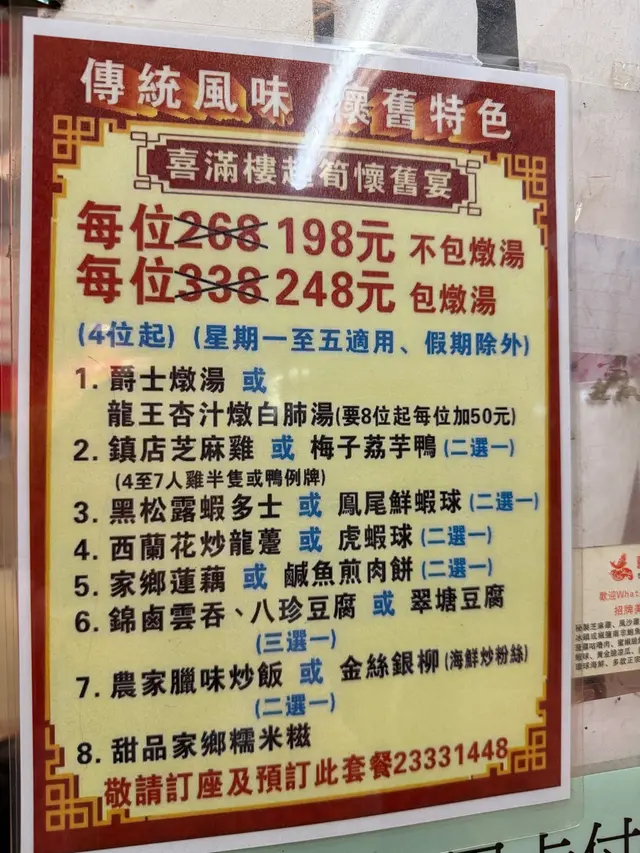 傳統風味 懷舊特色
喜滿樓超筍懷舊宴
每位268 198元 不包燉湯
每位338 248元 包燉湯
(4位起) (星期一至五適用、假期除外)
1. 爵士燉湯 或
龍王杏汁燉白肺湯(要8位起每位加50元)
2. 鎮店芝麻雞 或 梅子荔芋鴨(二選一)
(4至7人雞半隻或鴨例牌)
3. 黑松露蝦多士 或 鳳尾鮮蝦球(二選一)
4. 西蘭花炒龍躉 或 虎蝦球(二選一)
5. 家鄉蓮藕 或 鹹魚煎肉餅(二選一)
6. 錦鹵雲吞、八珍豆腐 或 翠塘豆腐
(三選一)
7. 農家臘味炒飯 或 金絲銀柳(海鮮炒粉絲)
(二選一)
8. 甜品家鄉糯米糍
敬請訂座及預訂此套餐23331448
歡迎What
招牌美